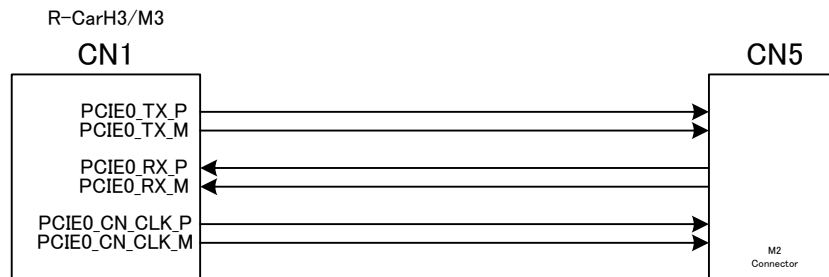 R-CarH3/M3
CN1
CN5
PCIE0_TX_P
PCIE0_TX_M
PCIE0_RX_P
PCIE0_RX_M
PCIE0_CN_CLK_P
PCIE0_CN_CLK_M
M2
Connector